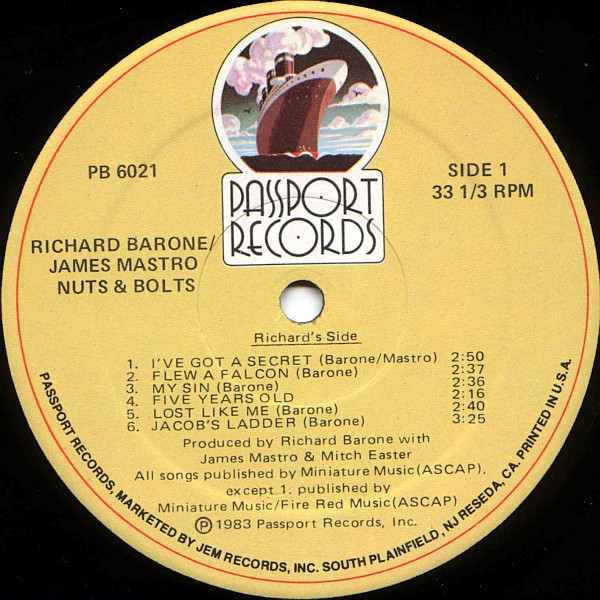 PASSPORT
RECORDS
PB 6021
SIDE 1
33 1/3 RPM
RICHARD BARONE/
JAMES MASTRO
NUTS & BOLTS
Richard's Side
1. I'VE GOT A SECRET (Barone/Mastro) 2:50
2. FLEW A FALCON (Barone) 2:37
3. MY SIN (Barone) 2:36
4. FIVE YEARS OLD 2:16
5. LOST LIKE ME (Barone) 2:40
6. JACOB'S LADDER (Barone) 3:25
Produced by Richard Barone with
James Mastro & Mitch Easter
All songs published by Miniature Music(ASCAP),
except 1. published by
Miniature Music/Fire Red Music(ASCAP)
Ⓟ1983 Passport Records, Inc.
PASSPORT RECORDS, MARKETED BY JEM RECORDS, INC. SOUTH PLAINFIELD, NJ RESEDA, CA. PRINTED IN U.S.A.